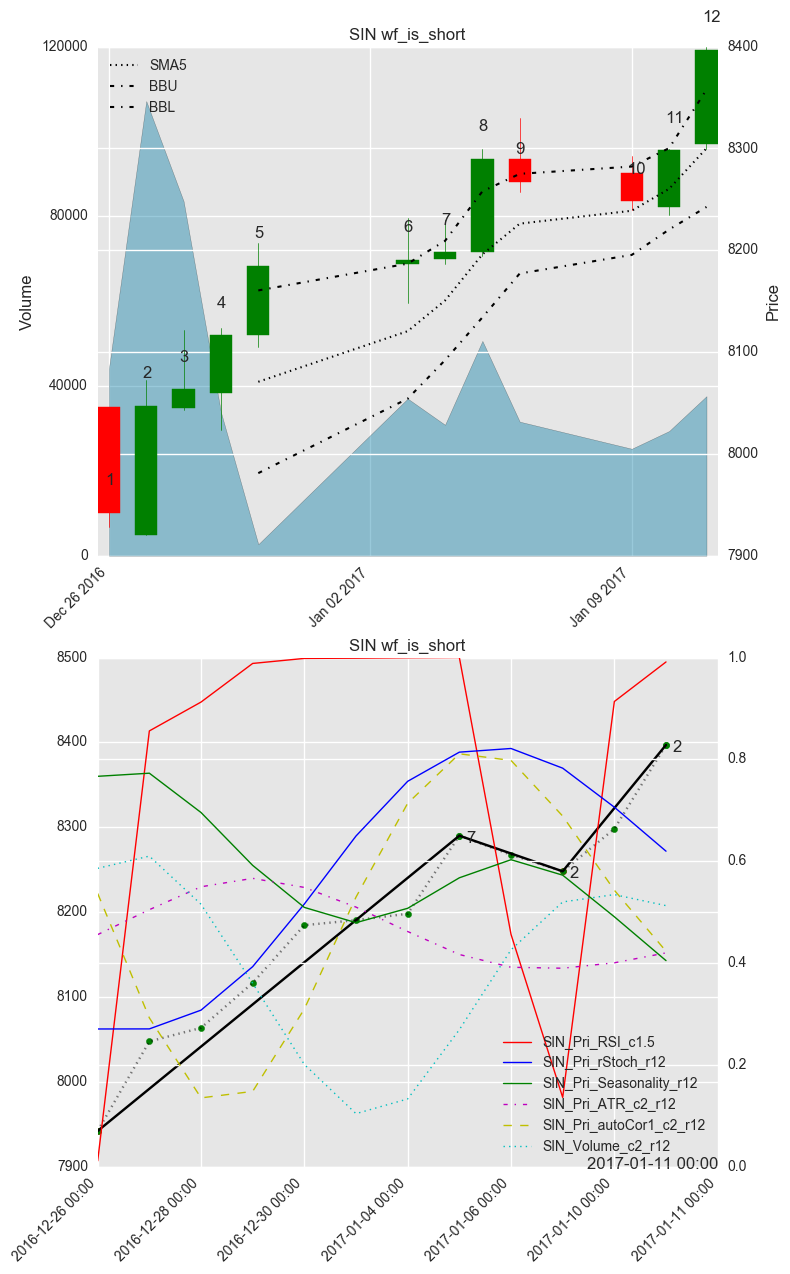 12
SIN wf_is_short
120000
8400
SMA5
BBU
BBL
11
8
8300
9
10
80000
7
6
5
8200
Volume
Price
4
3
2
8100
40000
1
8000
0
7900
Dec 26 2016
Jan 02 2017
Jan 09 2017
SIN wf_is_short
8500
1.0
8400
2
0.8
8300
7
2
0.6
8200
0.4
8100
SIN_Pri_RSI_c1.5
SIN_Pri_rStoch_r12
SIN_Pri_Seasonality_r12
8000
0.2
SIN_Pri_ATR_c2_r12
SIN_Pri_autoCor1_c2_r12
SIN_Volume_c2_r12
2017-01-11 00:00
7900
0.0
2016-12-26 00:00
2016-12-28 00:00
2016-12-30 00:00
2017-01-04 00:00
2017-01-06 00:00
2017-01-10 00:00
2017-01-11 00:00